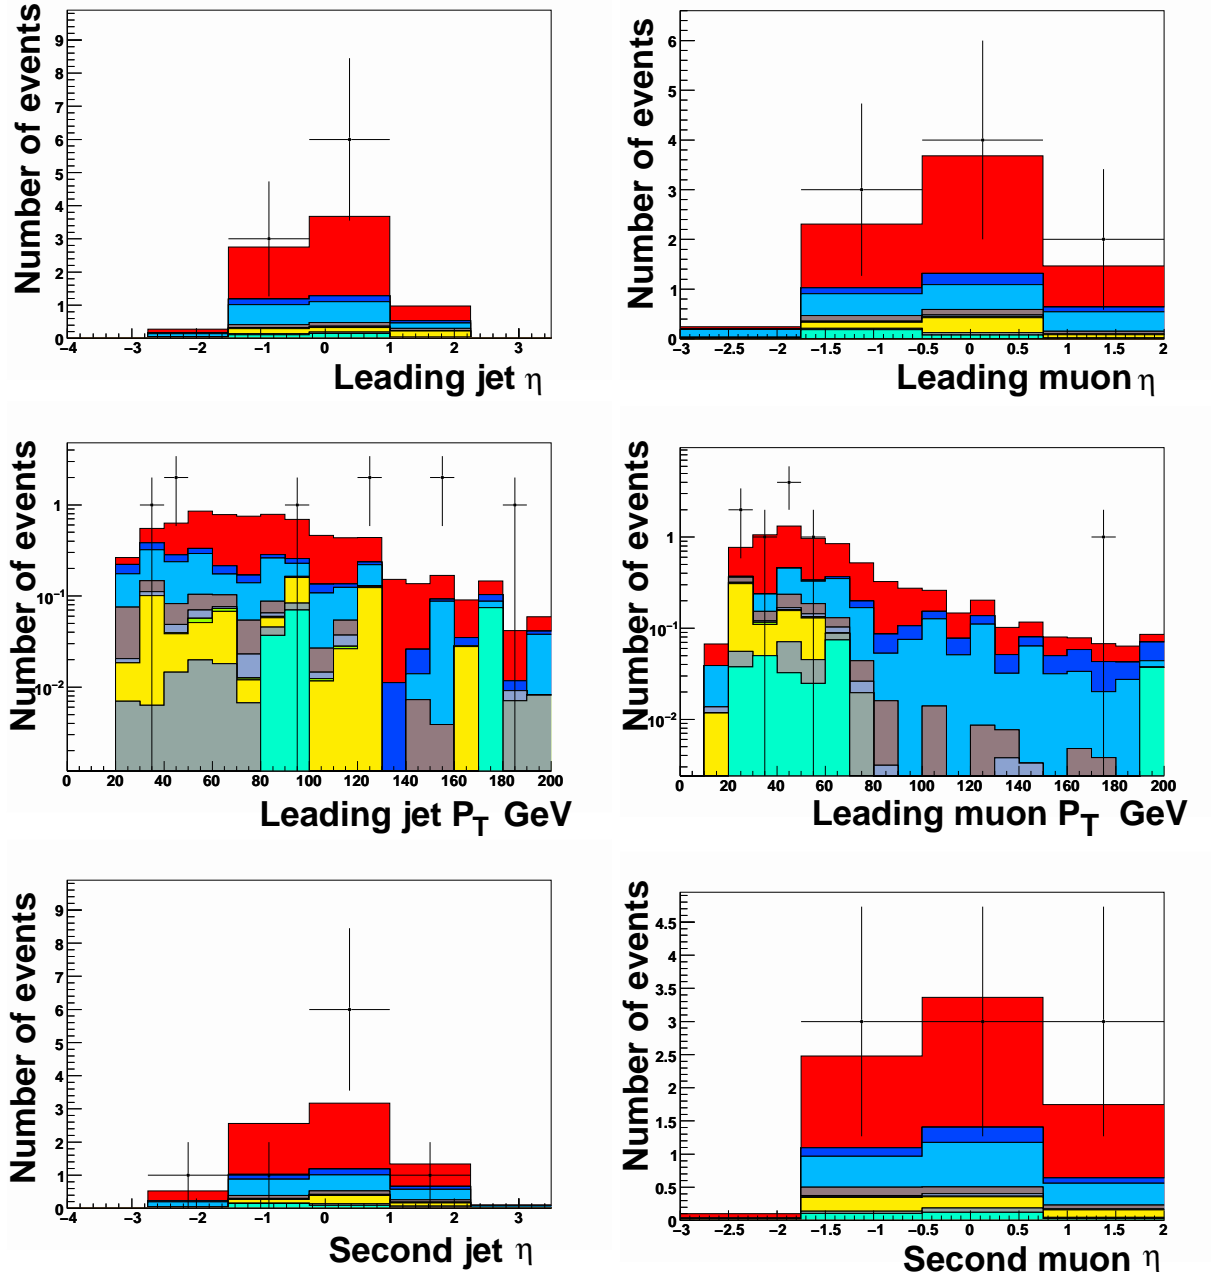 Number of events
9
8
7
6
5
4
3
2
1
0
−4 −3 −2 −1 0 1 2 3
Leading jet η
Number of events
6
5
4
3
2
1
0
−3 −2.5 −2 −1.5 −1 −0.5 0 0.5 1 1.5 2
Leading muon η
Number of events
1
10−1
10−2
0 20 40 60 80 100 120 140 160 180 200
Leading jet PT GeV
Number of events
1
10−1
10−2
0 20 40 60 80 100 120 140 160 180 200
Leading muon PT GeV
Number of events
9
8
7
6
5
4
3
2
1
0
−4 −3 −2 −1 0 1 2 3
Second jet η
Number of events
4.5
4
3.5
3
2.5
2
1.5
1
0.5
0
−3 −2.5 −2 −1.5 −1 −0.5 0 0.5 1 1.5 2
Second muon η